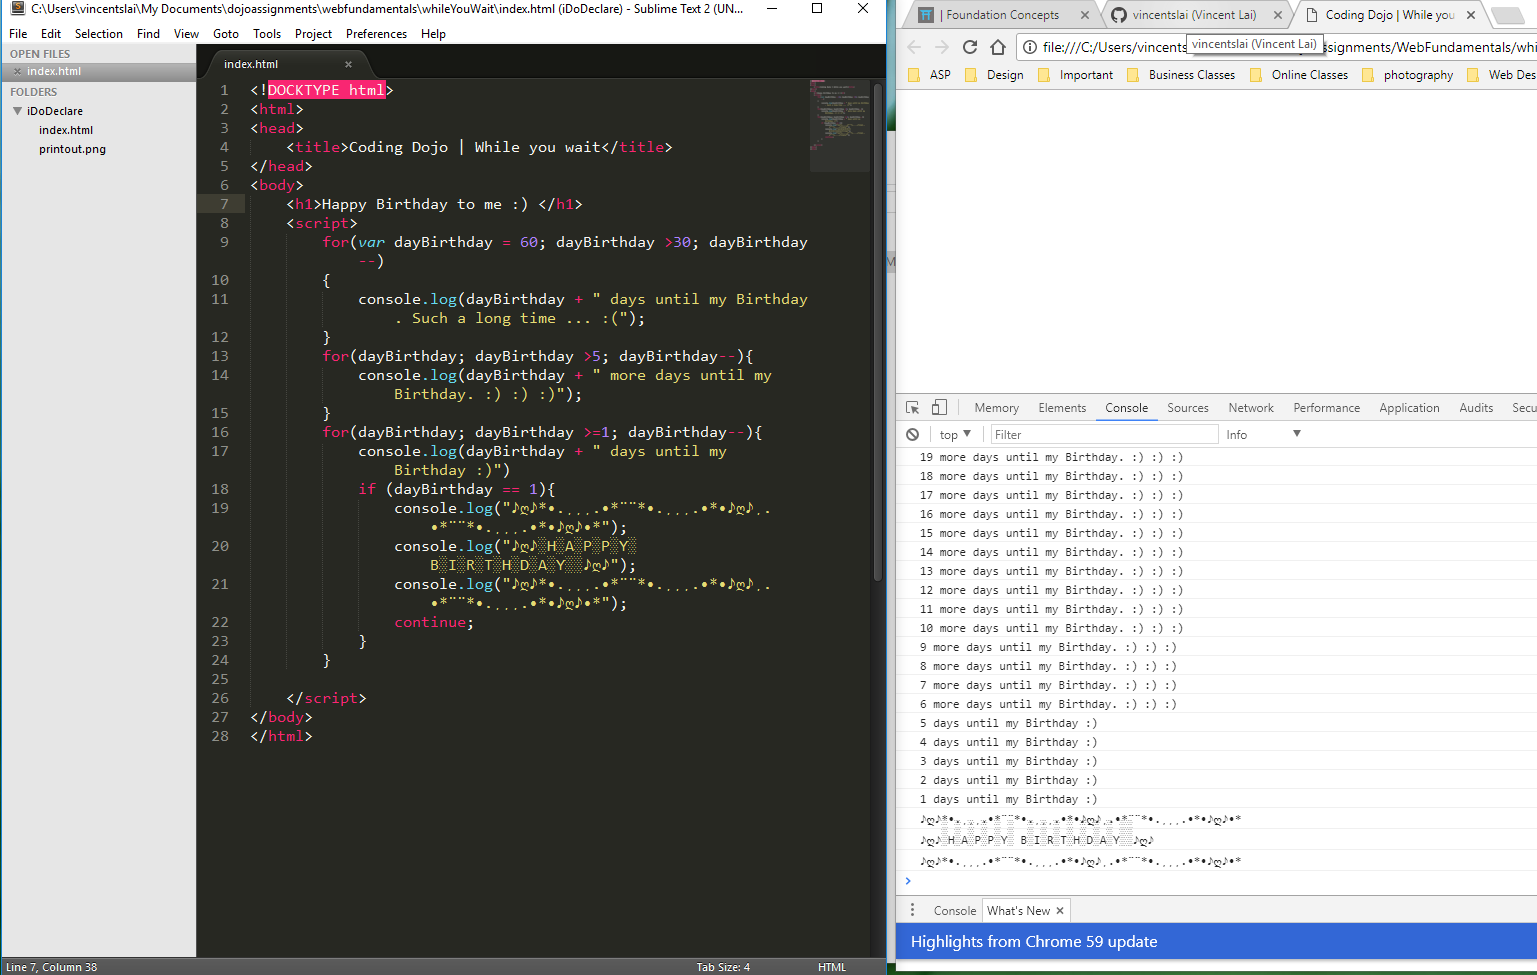 C:\Users\vincentslai\My Documents\dojoassignments\webfundamentals\whileYouWait\index.html (iDoDeclare) - Sublime Text 2 (UN...
File Edit Selection Find View Goto Tools Project Preferences Help
OPEN FILES
index.html
FOLDERS
iDoDeclare
index.html
printout.png
index.html
1 <!DOCKTYPE html>
2 <html>
3 <head>
4 <title>Coding Dojo | While you wait</title>
5 </head>
6 <body>
7 <h1>Happy Birthday to me :) </h1>
8 <script>
9 for(var dayBirthday = 60; dayBirthday >30; dayBirthday
--)
10 {
11 console.log(dayBirthday + " days until my Birthday
. Such a long time ... :(");
12 }
13 for(dayBirthday; dayBirthday >5; dayBirthday--){
14 console.log(dayBirthday + " more days until my
Birthday. :) :) :)");
15 }
16 for(dayBirthday; dayBirthday >=1; dayBirthday--){
17 console.log(dayBirthday + " days until my
Birthday :)")
18 if (dayBirthday == 1){
19 console.log("♪ღ♪*•.¸¸¸.•*¨¨*•.¸¸¸.•*•♪ღ♪¸.
•*¨¨*•.¸¸¸.•*•♪ღ♪•*");
20 console.log("♪ღ♪░H░A░P░P░Y░
B░I░R░T░H░D░A░Y░░♪ღ♪");
21 console.log("♪ღ♪*•.¸¸¸.•*¨¨*•.¸¸¸.•*•♪ღ♪¸.
•*¨¨*•.¸¸¸.•*•♪ღ♪•*");
22 continue;
23 }
24 }
25
26 </script>
27 </body>
28 </html>
Line 7, Column 38
Tab Size: 4
HTML
| Foundation Concepts
vincentslai (Vincent Lai)
Coding Dojo | While you
file:///C:/Users/vincents
vincentslai (Vincent Lai)
assignments/WebFundamentals/whi
ASP Design Important Business Classes Online Classes photography Web Des
Memory Elements Console Sources Network Performance Application Audits Secu
top Filter Info
19 more days until my Birthday. :) :) :)
18 more days until my Birthday. :) :) :)
17 more days until my Birthday. :) :) :)
16 more days until my Birthday. :) :) :)
15 more days until my Birthday. :) :) :)
14 more days until my Birthday. :) :) :)
13 more days until my Birthday. :) :) :)
12 more days until my Birthday. :) :) :)
11 more days until my Birthday. :) :) :)
10 more days until my Birthday. :) :) :)
9 more days until my Birthday. :) :) :)
8 more days until my Birthday. :) :) :)
7 more days until my Birthday. :) :) :)
6 more days until my Birthday. :) :) :)
5 days until my Birthday :)
4 days until my Birthday :)
3 days until my Birthday :)
2 days until my Birthday :)
1 days until my Birthday :)
♪ღ♪*•.¸¸¸.•*¨¨*•.¸¸¸.•*•♪ღ♪¸.•*¨¨*•.¸¸¸.•*•♪ღ♪•*
♪ღ♪░H░A░P░P░Y░ B░I░R░T░H░D░A░Y░░♪ღ♪
♪ღ♪*•.¸¸¸.•*¨¨*•.¸¸¸.•*•♪ღ♪¸.•*¨¨*•.¸¸¸.•*•♪ღ♪•*
Console What's New
Highlights from Chrome 59 update